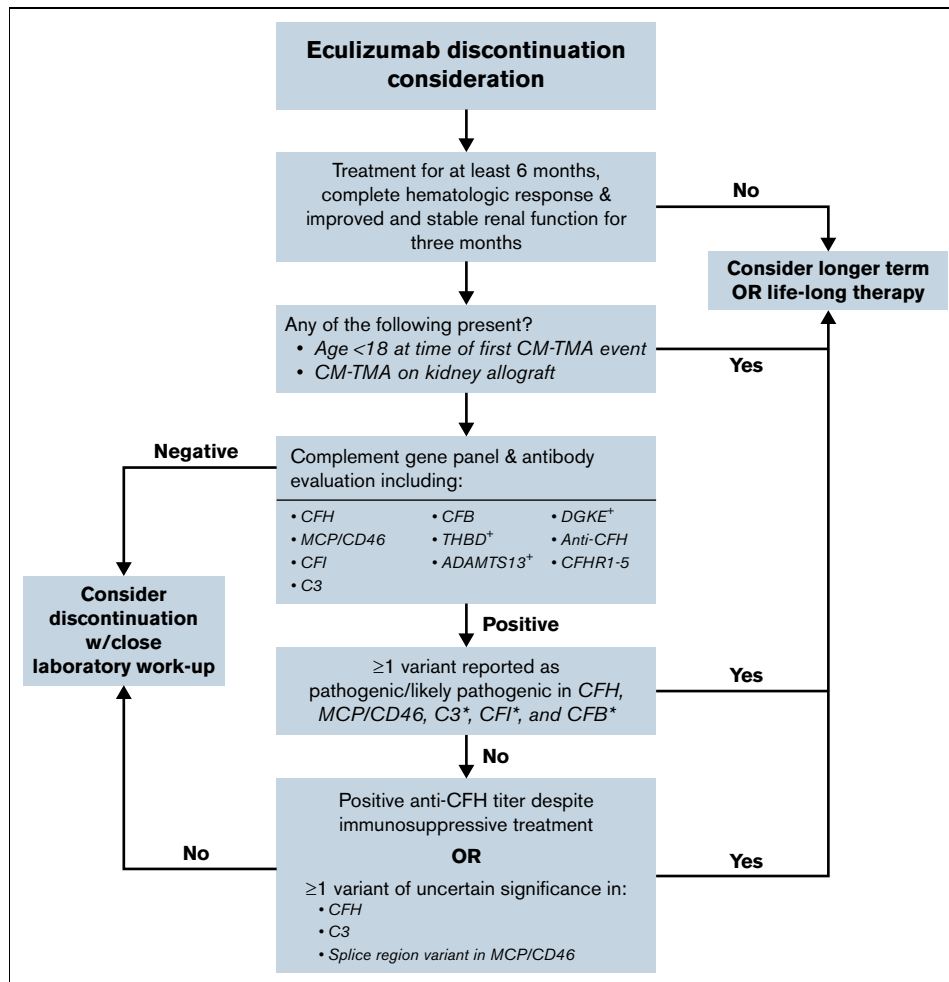 Eculizumab discontinuation
consideration
Treatment for at least 6 months,
complete hematologic response &
improved and stable renal function for
three months
No
Consider longer term
OR life-long therapy
Any of the following present?
• Age <18 at time of first CM-TMA event
• CM-TMA on kidney allograft
Yes
Negative
Complement gene panel & antibody
evaluation including:
• CFH
• MCP/CD46
• CFI
• C3
• CFB
• THBD+
• ADAMTS13+
• DGKE+
• Anti-CFH
• CFHR1-5
Consider
discontinuation
w/close
laboratory work-up
Positive
≥1 variant reported as
pathogenic/likely pathogenic in CFH,
MCP/CD46, C3*, CFI*, and CFB*
Yes
No
Positive anti-CFH titer despite
immunosuppressive treatment
OR
≥1 variant of uncertain significance in:
• CFH
• C3
• Splice region variant in MCP/CD46
No
Yes